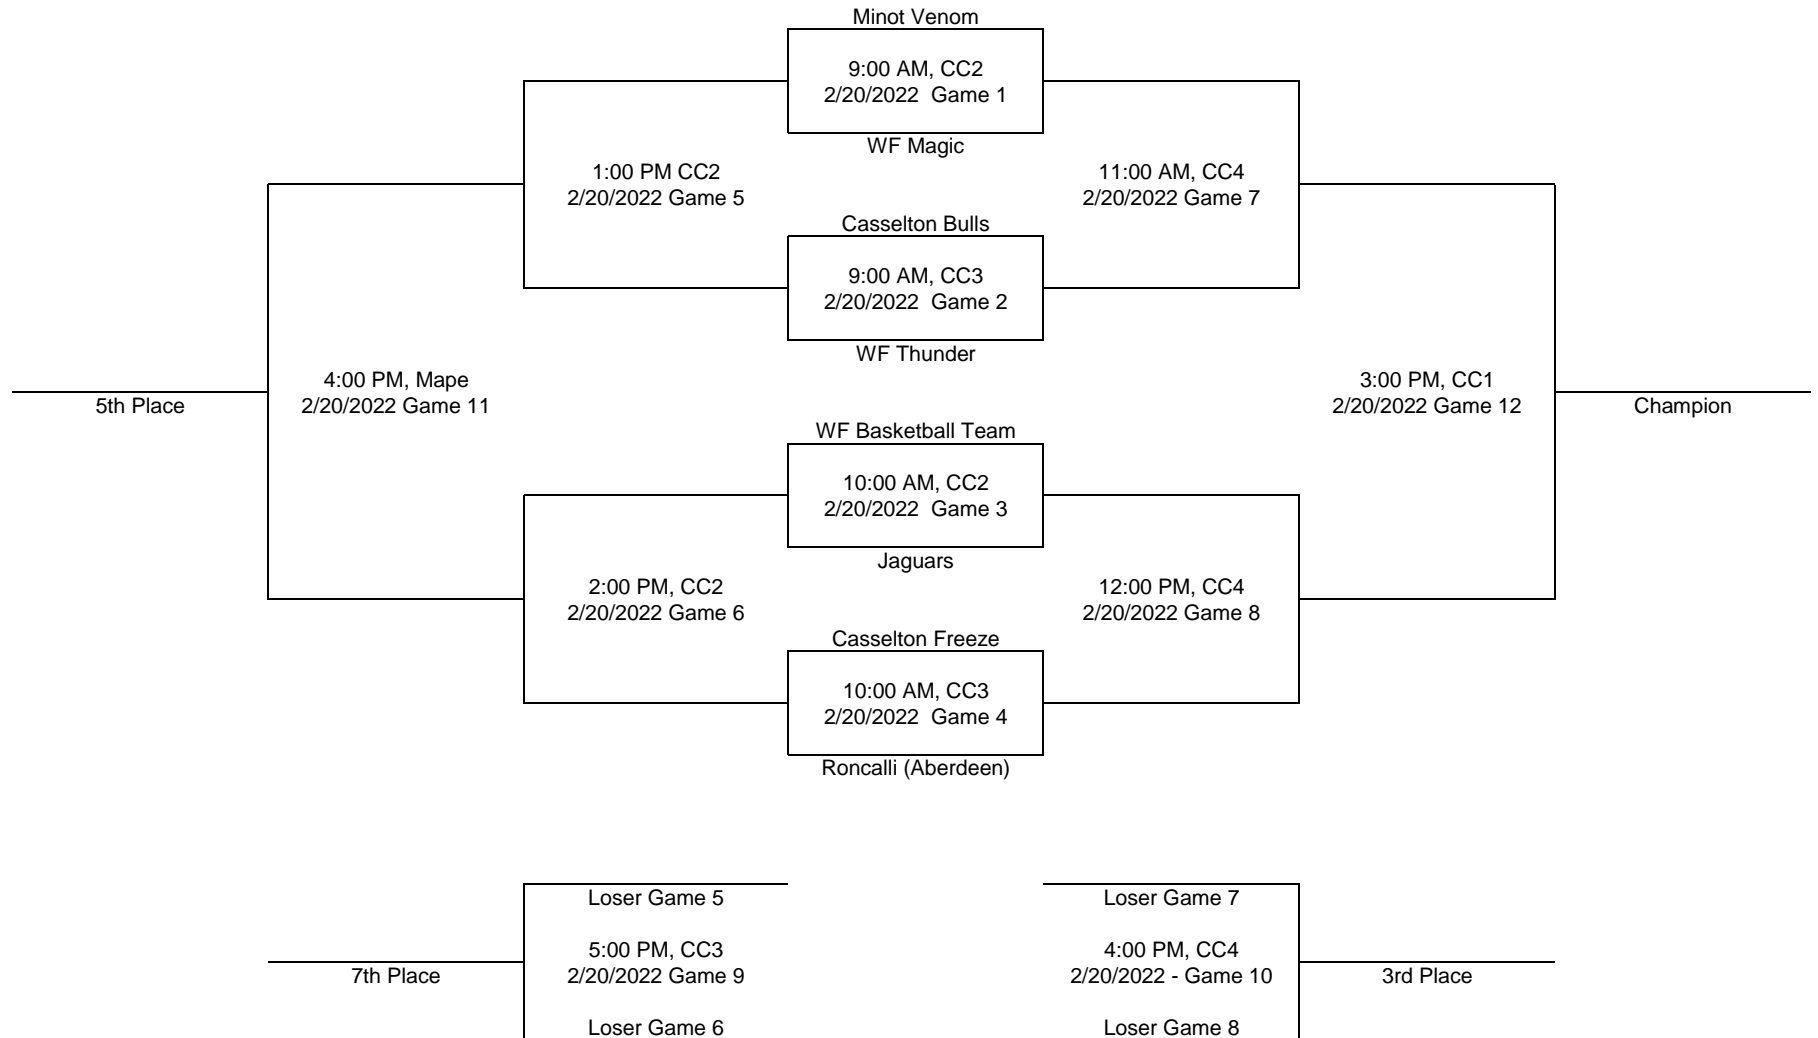 Minot Venom
9:00 AM, CC2
2/20/2022  Game 1
WF Magic
1:00 PM CC2
2/20/2022 Game 5
11:00 AM, CC4
2/20/2022 Game 7
Casselton Bulls
9:00 AM, CC3
2/20/2022  Game 2
WF Thunder
4:00 PM, Mape
2/20/2022 Game 11
5th Place
3:00 PM, CC1
2/20/2022 Game 12
Champion
WF Basketball Team
10:00 AM, CC2
2/20/2022  Game 3
Jaguars
2:00 PM, CC2
2/20/2022 Game 6
12:00 PM, CC4
2/20/2022 Game 8
Casselton Freeze
10:00 AM, CC3
2/20/2022  Game 4
Roncalli (Aberdeen)
Loser Game 5
5:00 PM, CC3
2/20/2022 Game 9
7th Place
Loser Game 6
Loser Game 7
4:00 PM, CC4
2/20/2022 - Game 10
3rd Place
Loser Game 8